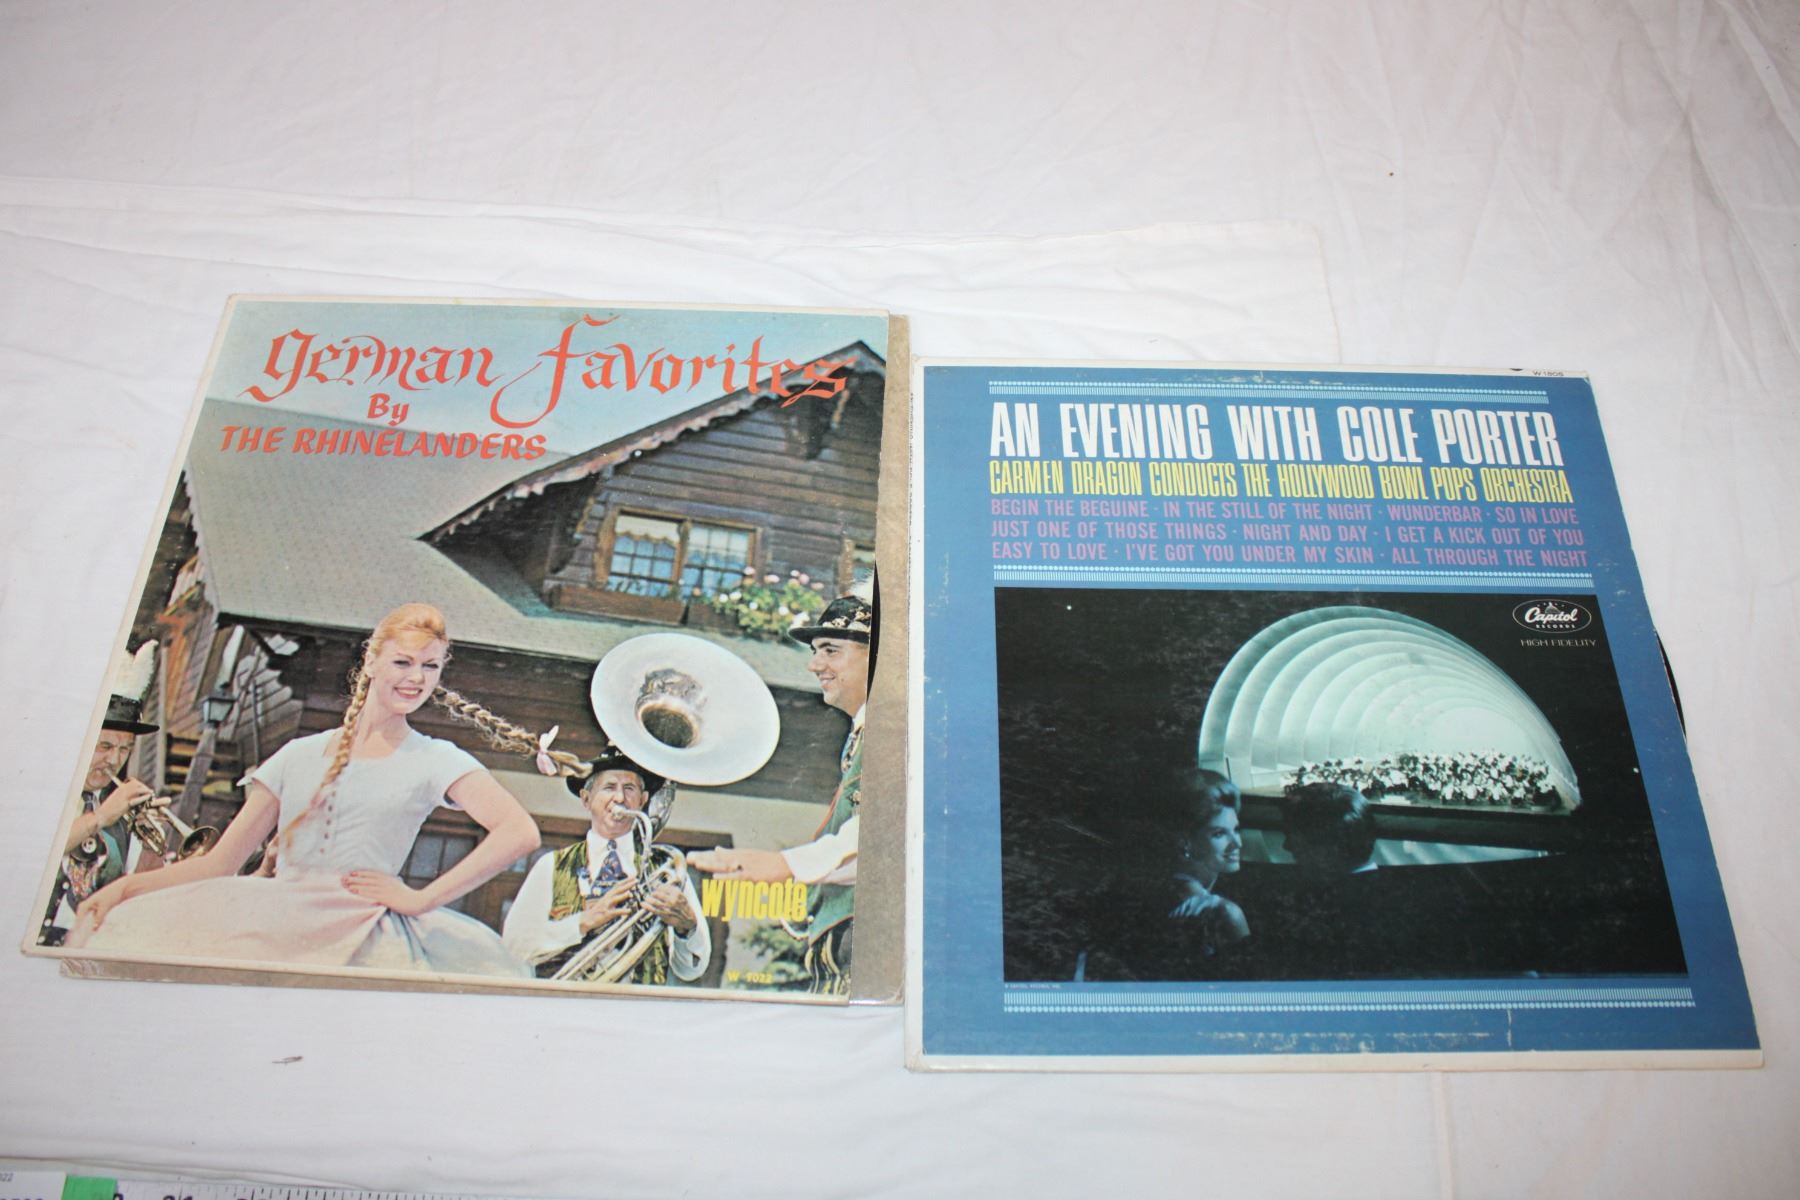 German Favorites
By
THE RHINELANDERS
wyncote
W 9022
W 1805
AN EVENING WITH COLE PORTER
CARMEN DRAGON CONDUCTS THE HOLLYWOOD BOWL POPS ORCHESTRA
BEGIN THE BEGUINE · IN THE STILL OF THE NIGHT · WUNDERBAR · SO IN LOVE
JUST ONE OF THOSE THINGS · NIGHT AND DAY · I GET A KICK OUT OF YOU
EASY TO LOVE · I'VE GOT YOU UNDER MY SKIN · ALL THROUGH THE NIGHT
Capitol
RECORDS
HIGH FIDELITY